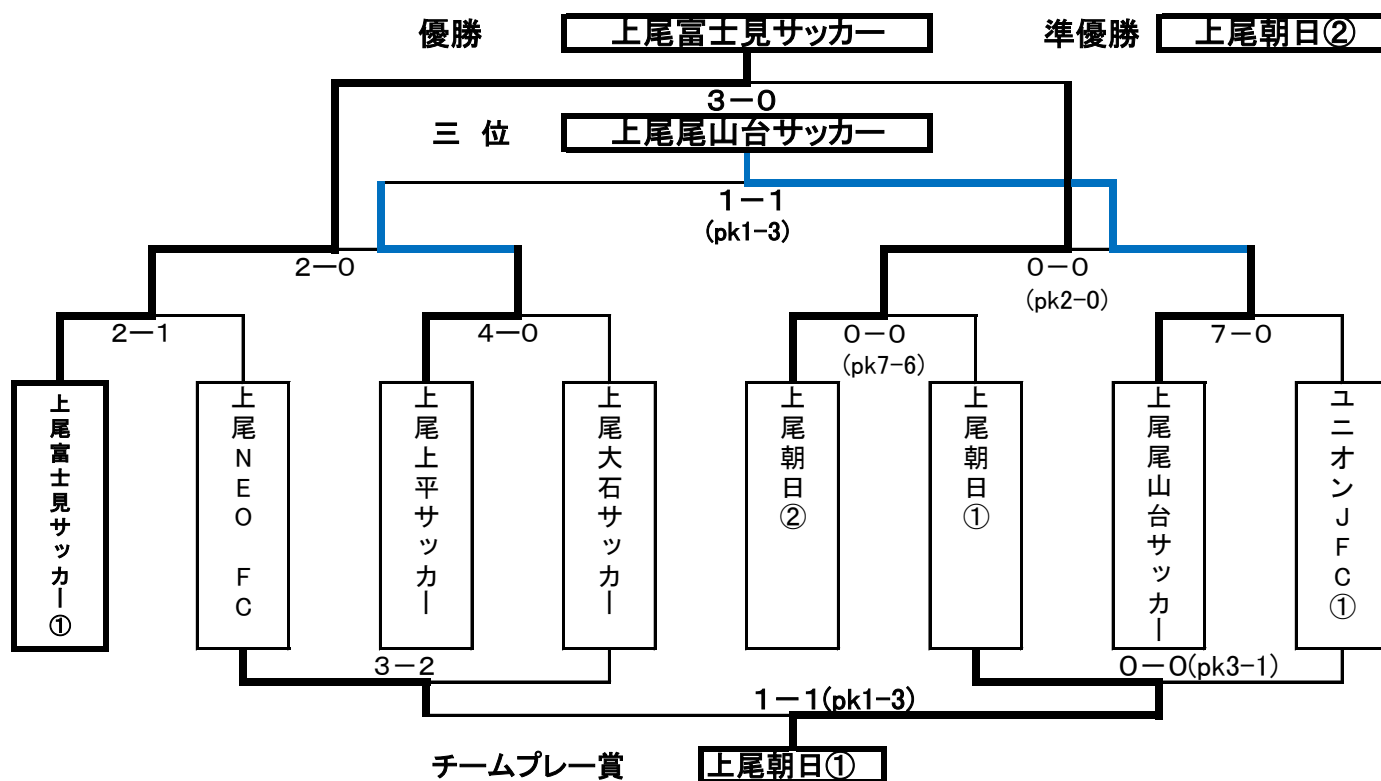 優勝 上尾富士見サッカー 準優勝 上尾朝日②
3－0
三 位 上尾尾山台サッカー
1－1
(pk1-3)
2－0 0－0
(pk2-0)
2－1 4－0 0－0 7－0
(pk7-6)
上尾富士見サッカー①
上尾NEO FC
上尾上平サッカー
上尾大石サッカー
上尾朝日②
上尾朝日①
上尾尾山台サッカー
ユニオンJFC①
3－2 0－0(pk3-1)
1－1(pk1-3)
チームプレー賞 上尾朝日①